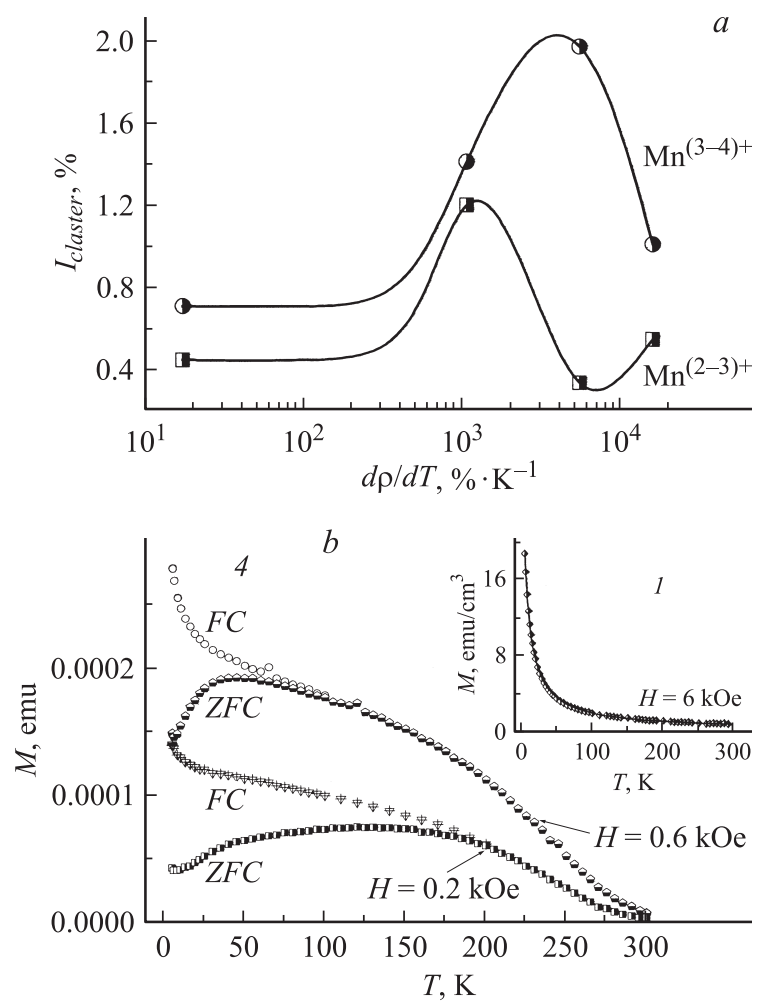 a
2.0
1.6
1.2
0.8
0.4
I_claster, %
Mn^(3–4)+
Mn^(2–3)+
10^1 10^2 10^3 10^4
dρ/dT, % · K^−1
b
4
FC
ZFC
FC
ZFC
0.0002
0.0001
0.0000
M, emu
H = 0.6 kOe
H = 0.2 kOe
0 50 100 150 200 250 300
T, K
1
16
8
0
M, emu/cm^3
H = 6 kOe
0 100 200 300
T, K